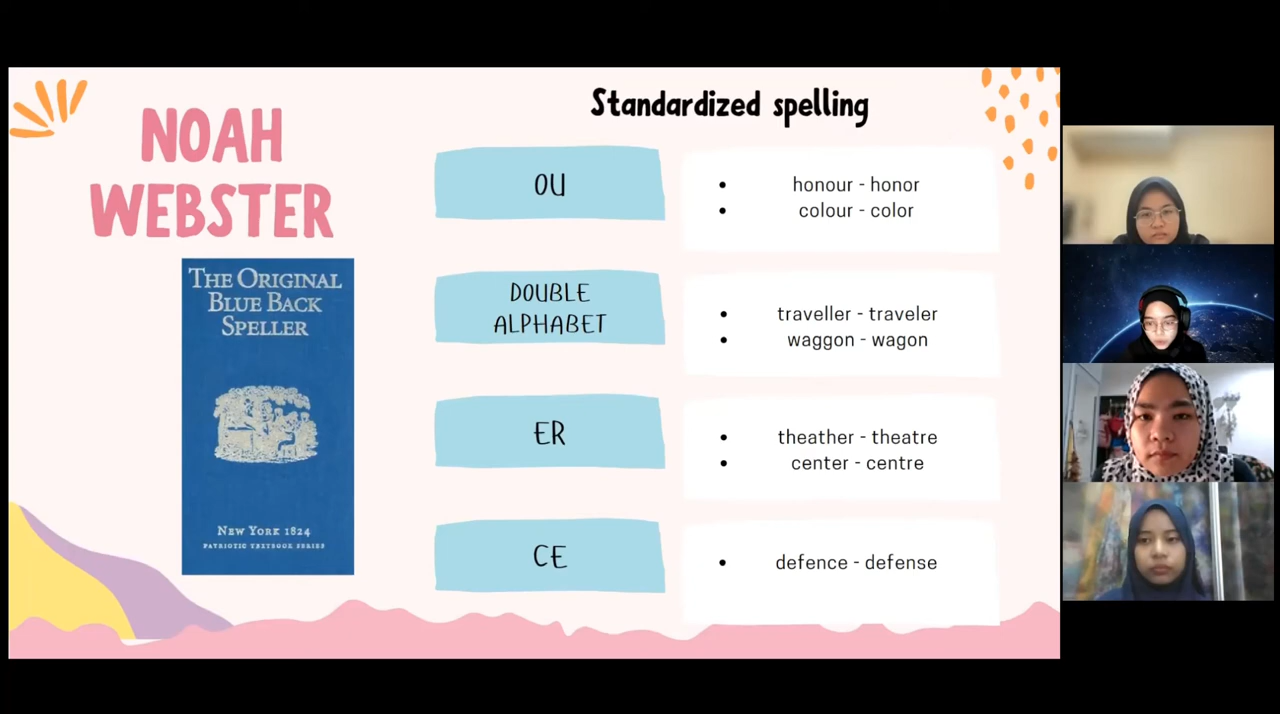 NOAH
WEBSTER
THE ORIGINAL
BLUE BACK
SPELLER
NEW YORK 1824
PATRIOTIC TEXTBOOK SERIES
Standardized spelling
OU
• honour - honor
• colour - color
DOUBLE
ALPHABET
• traveller - traveler
• waggon - wagon
ER
• theather - theatre
• center - centre
CE
• defence - defense